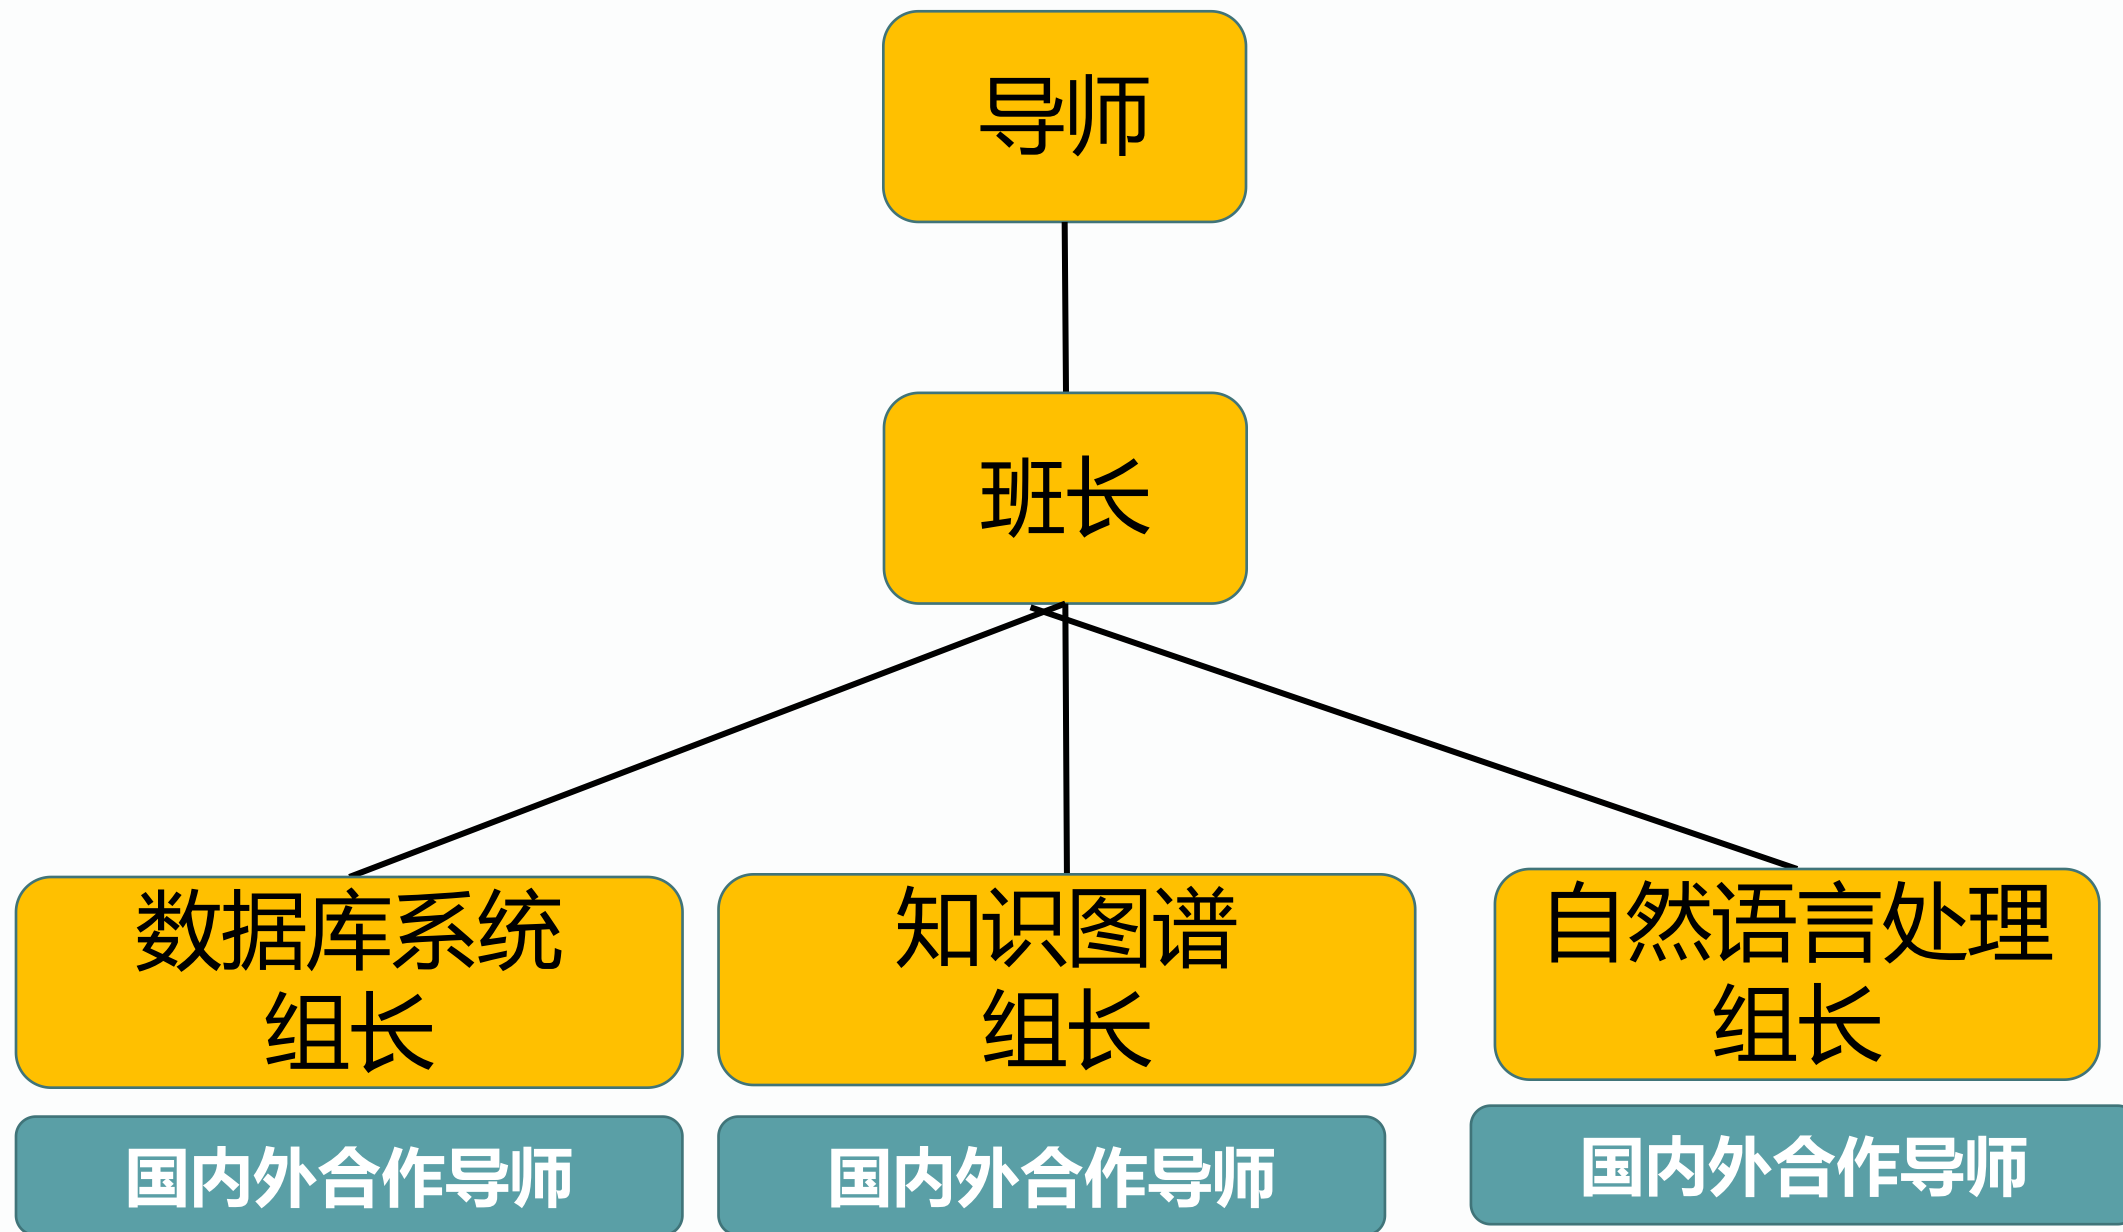 导师
班长
数据库系统
组长
知识图谱
组长
自然语言处理
组长
国内外合作导师
国内外合作导师
国内外合作导师